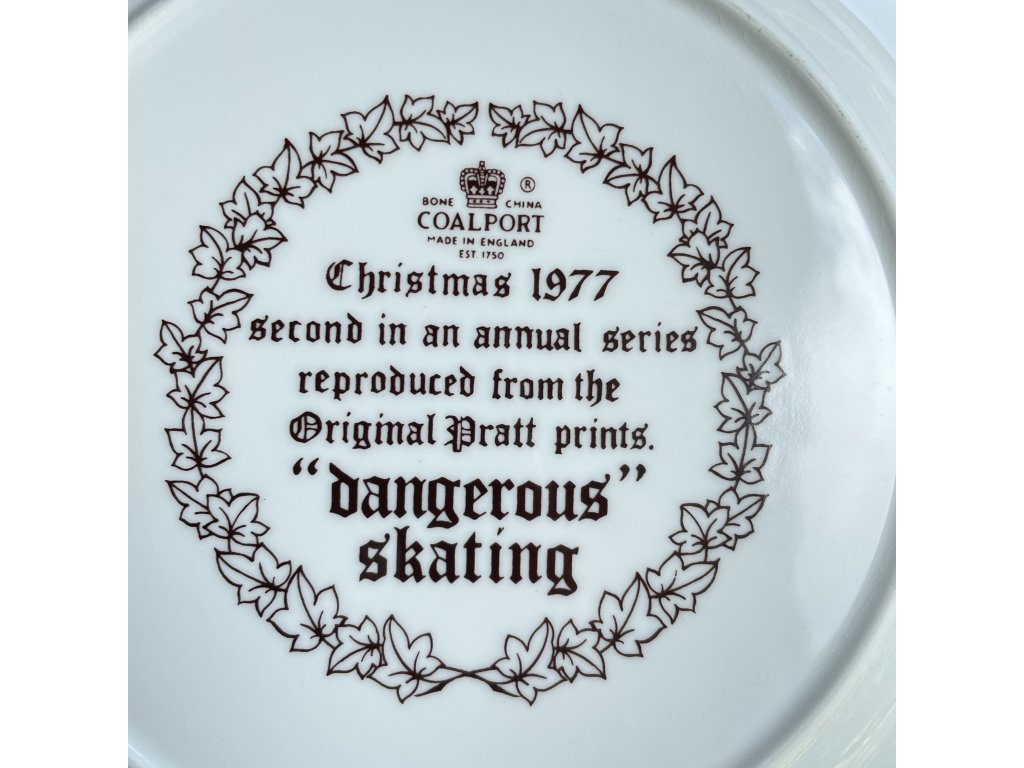 ®
BONE CHINA
COALPORT
MADE IN ENGLAND
EST. 1750
Christmas 1977
second in an annual series
reproduced from the
Original Pratt prints.
"dangerous"
skating